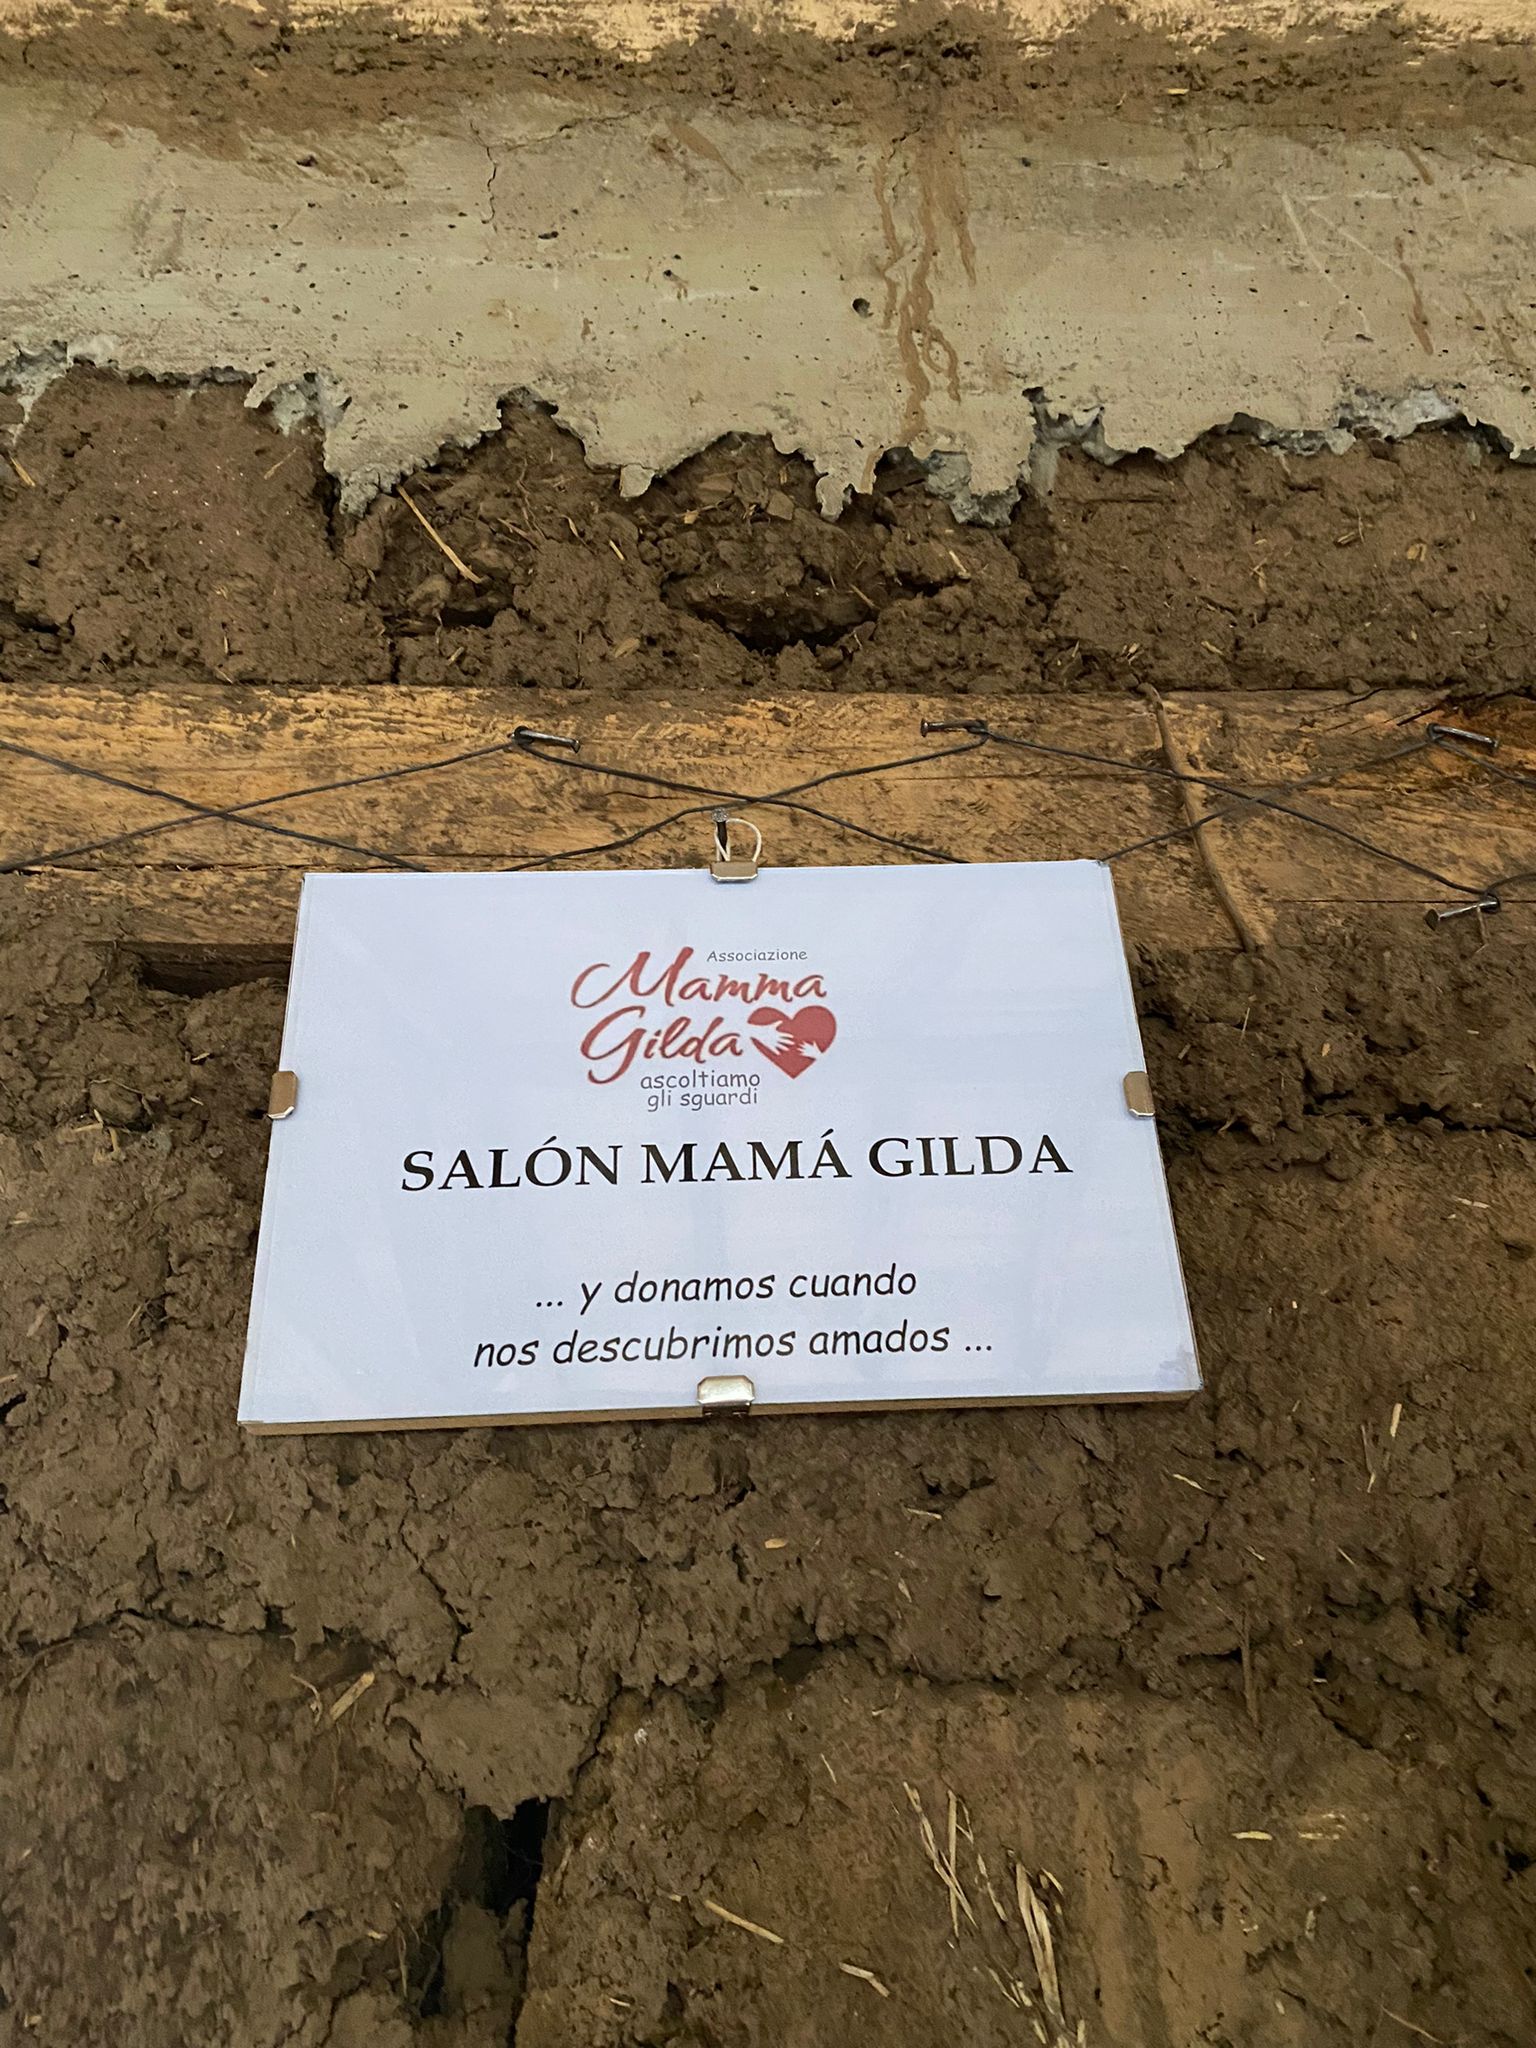 Associazione
Mamma
Gilda
ascoltiamo
gli sguardi
SALÓN MAMÁ GILDA
... y donamos cuando
nos descubrimos amados ...